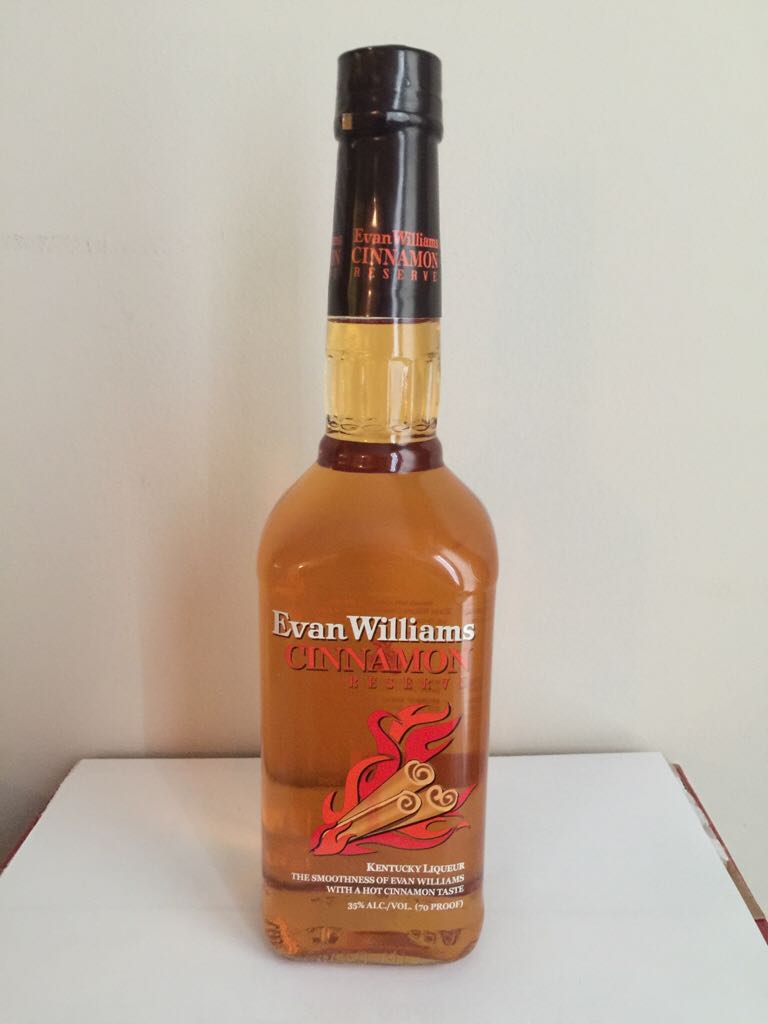 Evan Williams
CINNAMON
RESERVE
Evan Williams
CINNAMON
RESERVE
KENTUCKY LIQUEUR
THE SMOOTHNESS OF EVAN WILLIAMS
WITH A HOT CINNAMON TASTE
35% ALC./VOL. (70 PROOF)